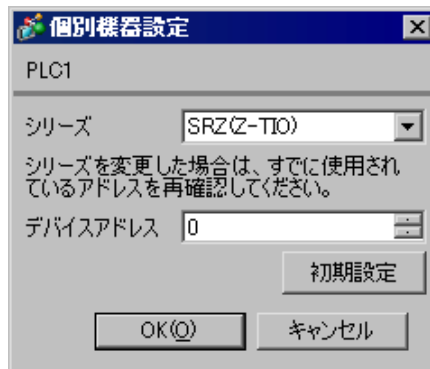 個別機器設定
PLC1
シリーズ SRZ(Z-TIO)
シリーズを変更した場合は、すでに使用され
ているアドレスを再確認してください。
デバイスアドレス 0
初期設定
OK(O) キャンセル